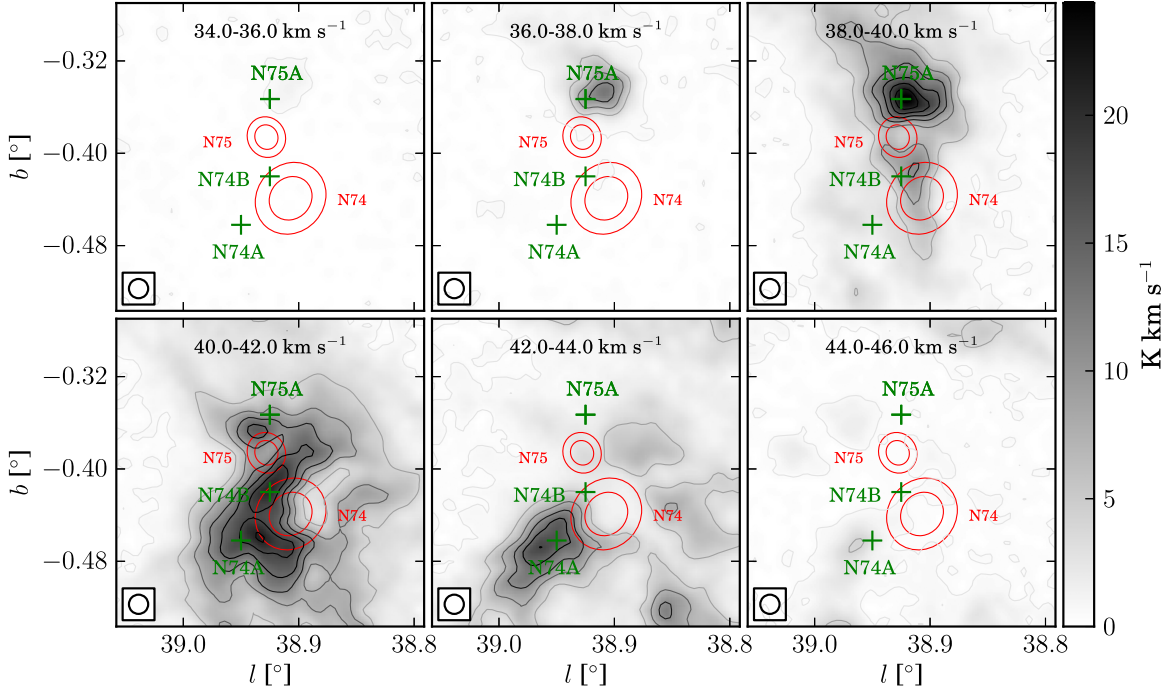 34.0-36.0 km s⁻¹
36.0-38.0 km s⁻¹
38.0-40.0 km s⁻¹
−0.32
N75A
N75A
N75A
20
b [°]
−0.40
N75
N75
N75
N74B
N74B
N74B
N74
N74
N74
15
−0.48
N74A
N74A
N74A
K km s⁻¹
40.0-42.0 km s⁻¹
42.0-44.0 km s⁻¹
44.0-46.0 km s⁻¹
−0.32
N75A
N75A
N75A
10
b [°]
−0.40
N75
N75
N75
N74B
N74B
N74B
N74
N74
N74
5
−0.48
N74A
N74A
N74A
0
39.0 38.9 38.8
39.0 38.9 38.8
39.0 38.9 38.8
l [°]
l [°]
l [°]